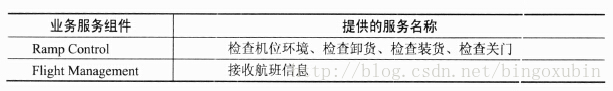 业务服务组件 提供的服务名称
Ramp Control 检查机位环境、检查卸货、检查装货、检查关门
Flight Management 接收航班信息
http://blog.csdn.net/bingoxubin